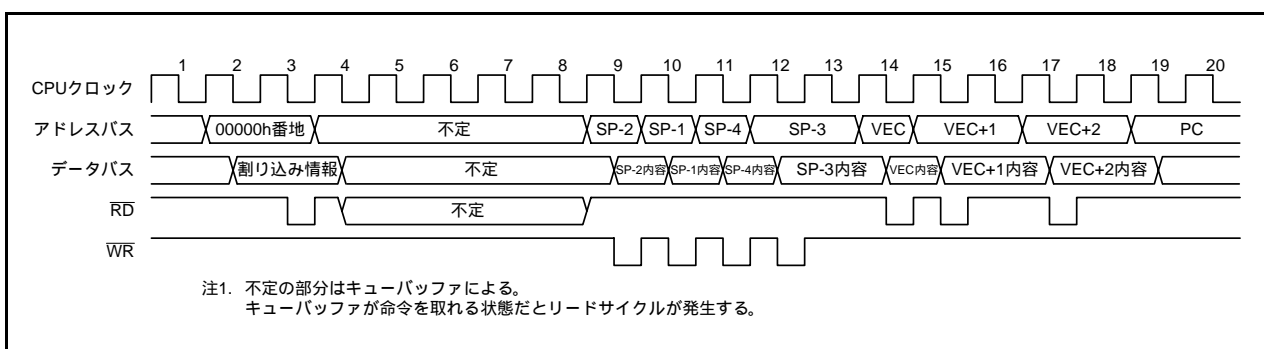 1 2 3 4 5 6 7 8 9 10 11 12 13 14 15 16 17 18 19 20
CPUクロック
アドレスバス 00000h番地 不定 SP-2 SP-1 SP-4 SP-3 VEC VEC+1 VEC+2 PC
データバス 割り込み情報 不定 SP-2内容 SP-1内容 SP-4内容 SP-3内容 VEC内容 VEC+1内容 VEC+2内容
RD 不定
WR
注1. 不定の部分はキューバッファによる。
キューバッファが命令を取れる状態だとリードサイクルが発生する。